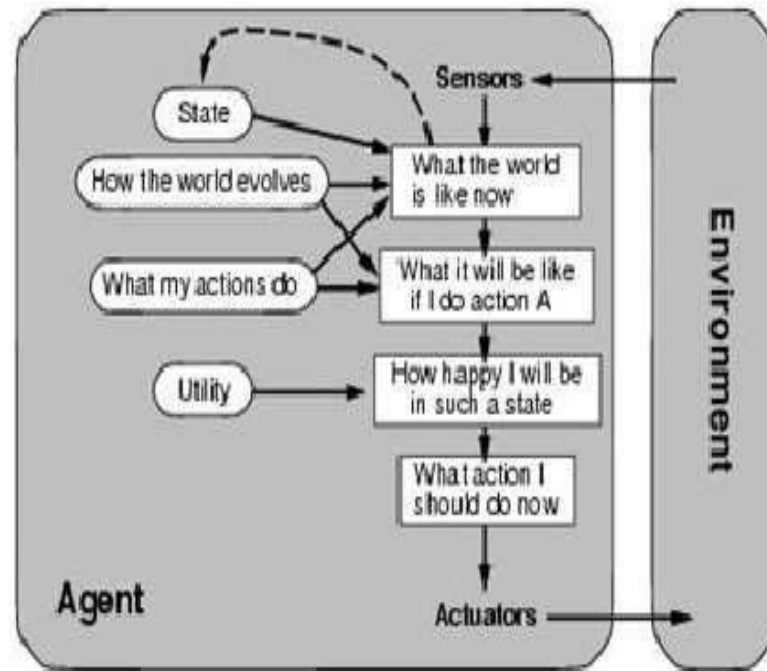 Sensors
State
What the world
is like now
How the world evolves
What my actions do
What it will be like
if I do action A
Utility
How happy I will be
in such a state
What action I
should do now
Agent
Actuators
Environment